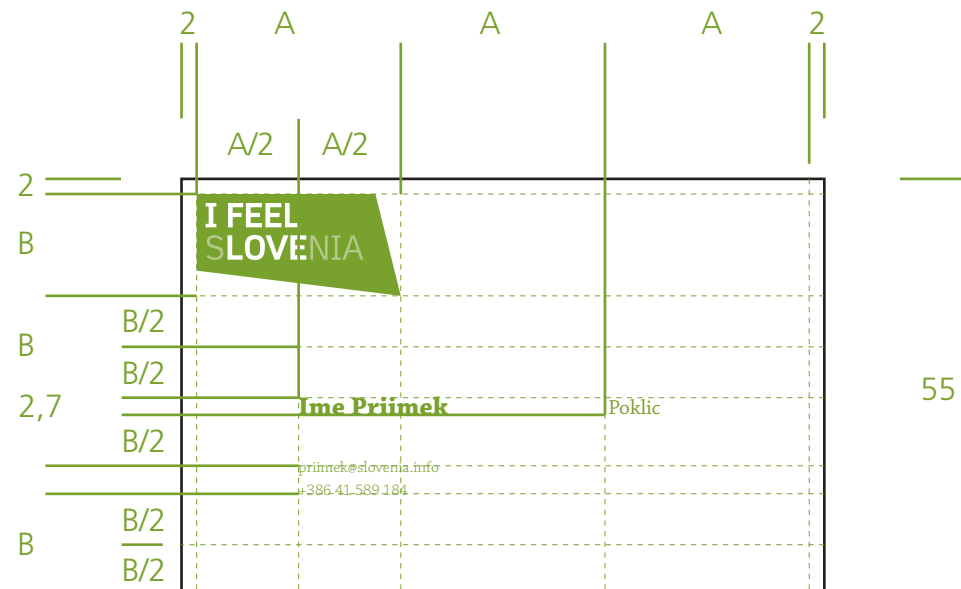 2 A A A 2
A/2 A/2
2
I FEEL
SLOVENIA
B
B/2
B
B/2
55
2,7
Ime Priimek Poklic
B/2
priimek@slovenia.info
+386 41 589 184
B/2
B
B/2